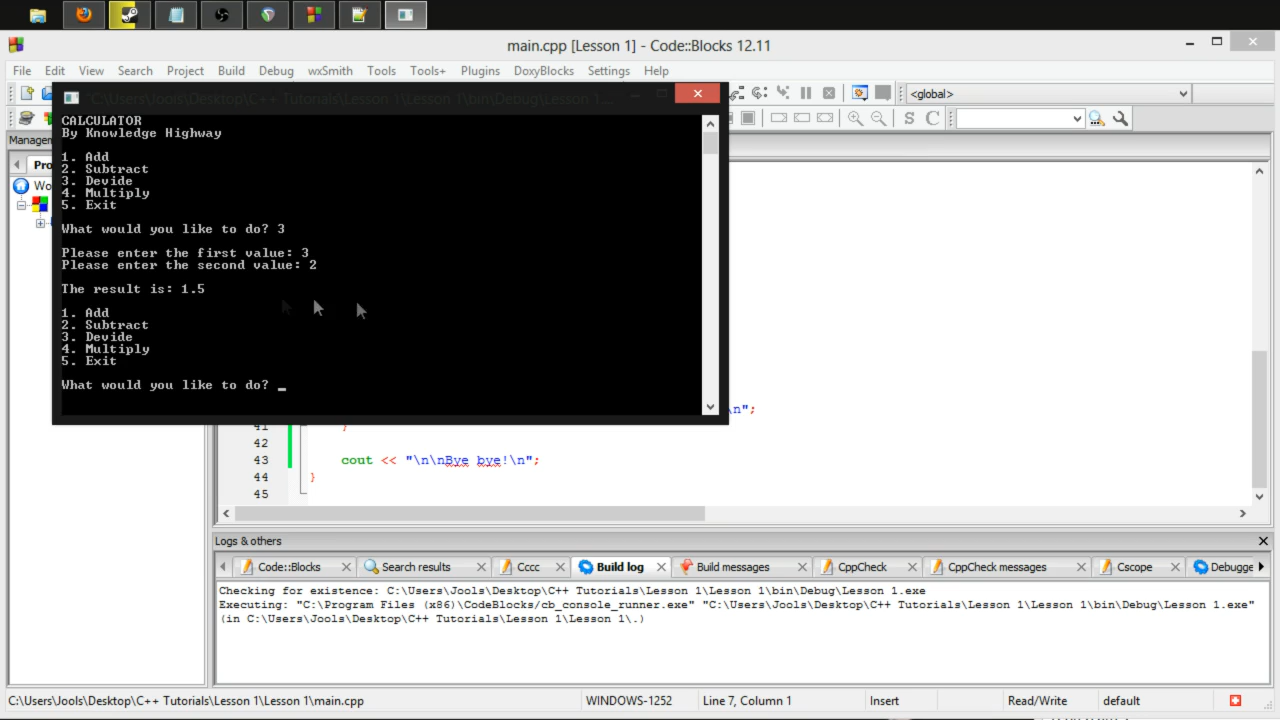 main.cpp [Lesson 1] - Code::Blocks 12.11
File Edit View Search Project Build Debug wxSmith Tools Tools+ Plugins DoxyBlocks Settings Help
"C:\Users\Jools\Desktop\C++ Tutorials\Lesson 1\Lesson 1\bin\Debug\Lesson 1....
<global>
CALCULATOR
By Knowledge Highway
1. Add
2. Subtract
3. Devide
4. Multiply
5. Exit
What would you like to do? 3
Please enter the first value: 3
Please enter the second value: 2
The result is: 1.5
1. Add
2. Subtract
3. Devide
4. Multiply
5. Exit
What would you like to do? _
Manager
Pro
Wo
\n";
41 }
42
43 cout << "\n\nBye bye!\n";
44 }
45
Logs & others
Code::Blocks Search results Cccc Build log Build messages CppCheck CppCheck messages Cscope Debugge
Checking for existence: C:\Users\Jools\Desktop\C++ Tutorials\Lesson 1\Lesson 1\bin\Debug\Lesson 1.exe
Executing: "C:\Program Files (x86)\CodeBlocks/cb_console_runner.exe" "C:\Users\Jools\Desktop\C++ Tutorials\Lesson 1\Lesson 1\bin\Debug\Lesson 1.exe"
(in C:\Users\Jools\Desktop\C++ Tutorials\Lesson 1\Lesson 1\.)
C:\Users\Jools\Desktop\C++ Tutorials\Lesson 1\Lesson 1\main.cpp WINDOWS-1252 Line 7, Column 1 Insert Read/Write default